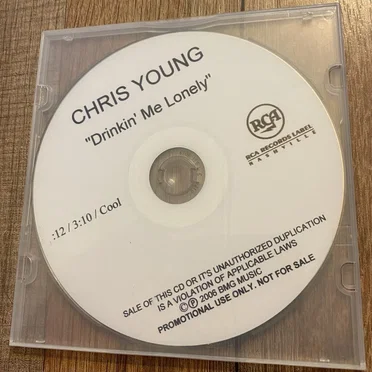 CHRIS YOUNG
"Drinkin' Me Lonely"
RCA
RCA RECORDS LABEL
NASHVILLE
:12 / 3:10 / Cool
SALE OF THIS CD OR IT'S UNAUTHORIZED DUPLICATION
IS A VIOLATION OF APPLICABLE LAWS
©℗ 2006 BMG MUSIC
PROMOTIONAL USE ONLY. NOT FOR SALE